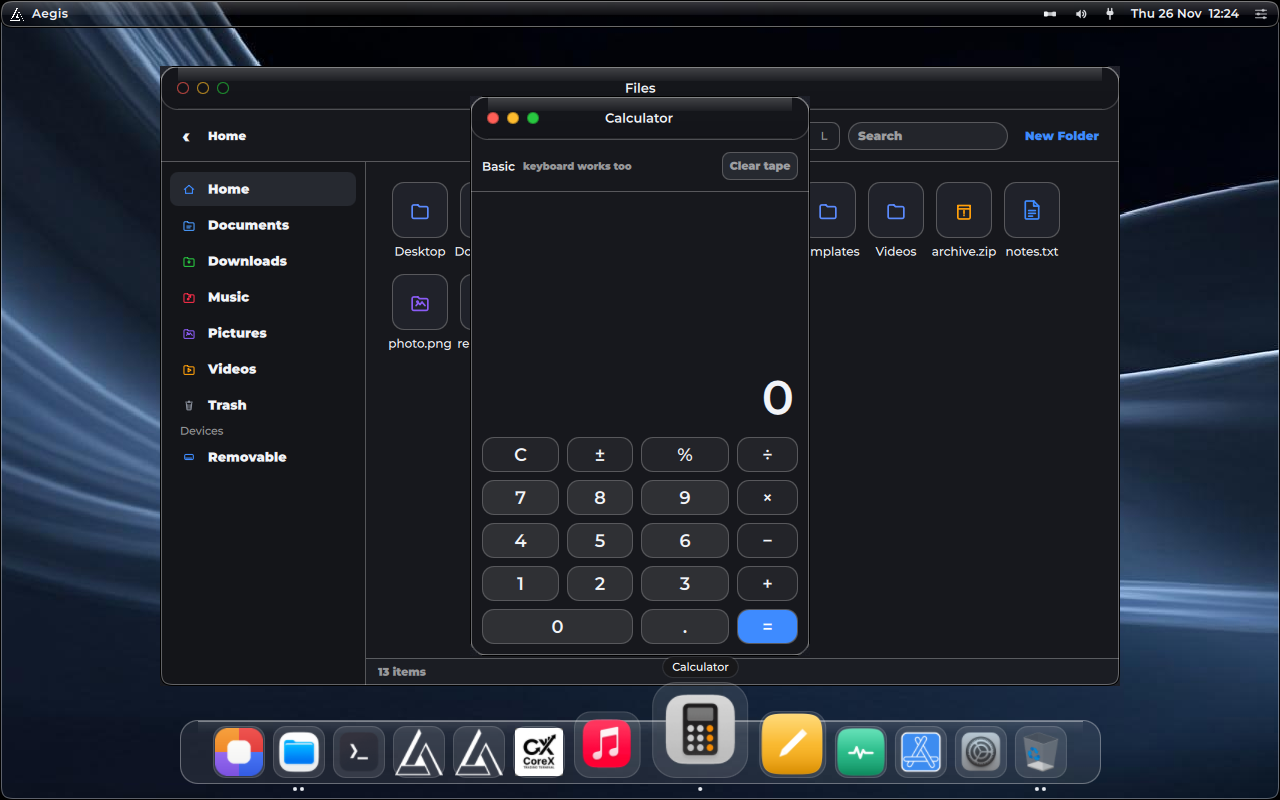 Aegis
Thu 26 Nov 12:24
Files
Calculator
Home
L
Search
New Folder
Basic keyboard works too
Clear tape
Home
Documents
Downloads
Music
Pictures
Videos
Trash
Devices
Removable
Desktop
Do
mplates
Videos
archive.zip
notes.txt
photo.png
re
0
C ± % ÷
7 8 9 ×
4 5 6 −
1 2 3 +
0 . =
13 items
Calculator
CX
CoreX